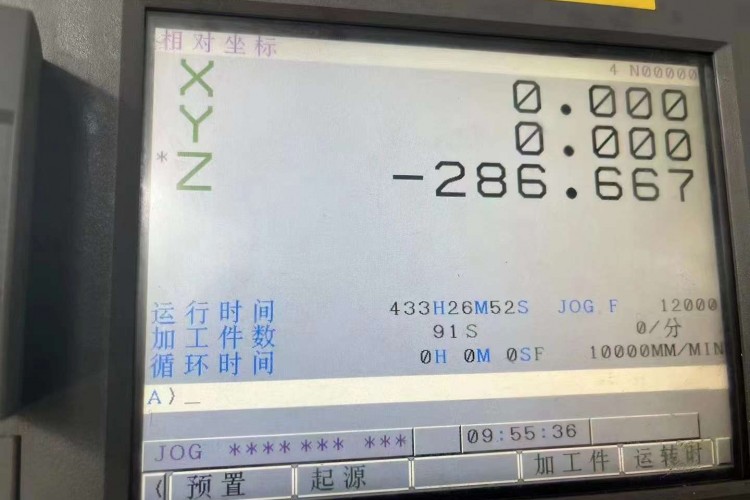 相对坐标
4 N00000
X 0.000
Y 0.000
*Z -286.667
运行时间 433H26M52S JOG F 12000
加工件数 91S 0/分
循环时间 0H 0M 0SF 10000MM/MIN
A)_
JOG **** *** *** 09:55:36
预置 起源 加工件 运转时